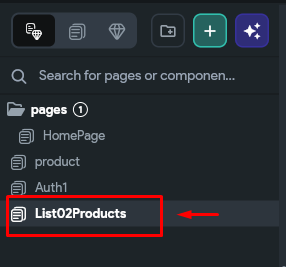 Search for pages or componen...
pages 1
HomePage
product
Auth1
List02Products